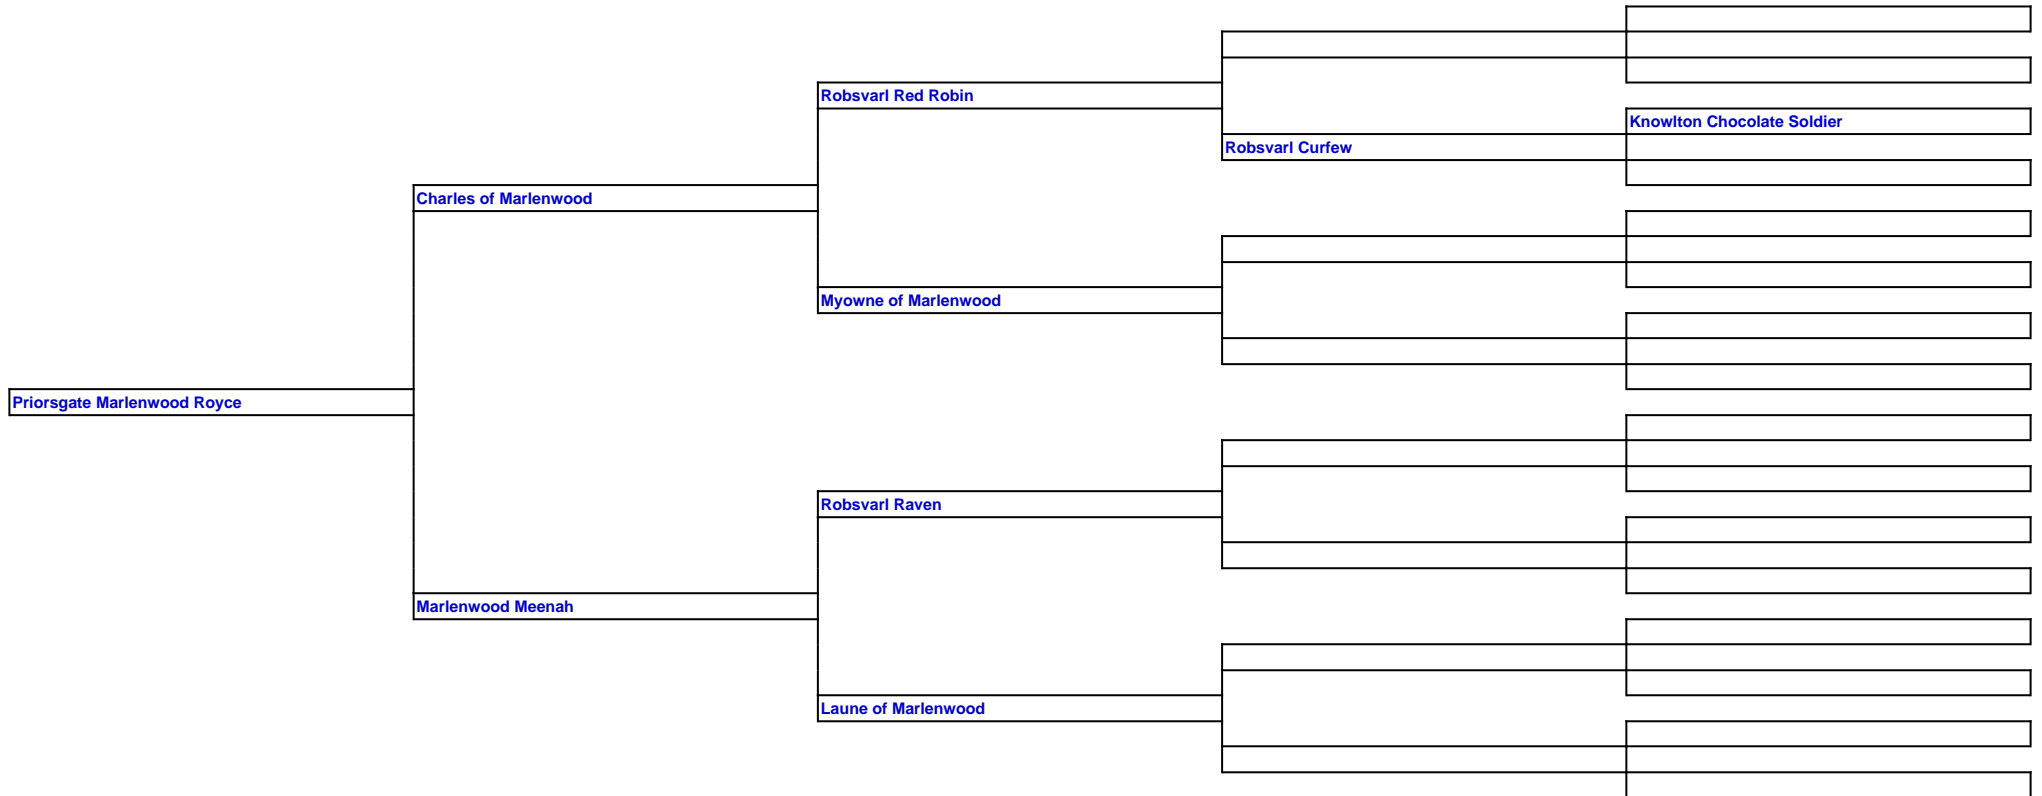 Robsvarl Red Robin
Knowlton Chocolate Soldier
Robsvarl Curfew
Charles of Marlenwood
Myowne of Marlenwood
Priorsgate Marlenwood Royce
Robsvarl Raven
Marlenwood Meenah
Laune of Marlenwood